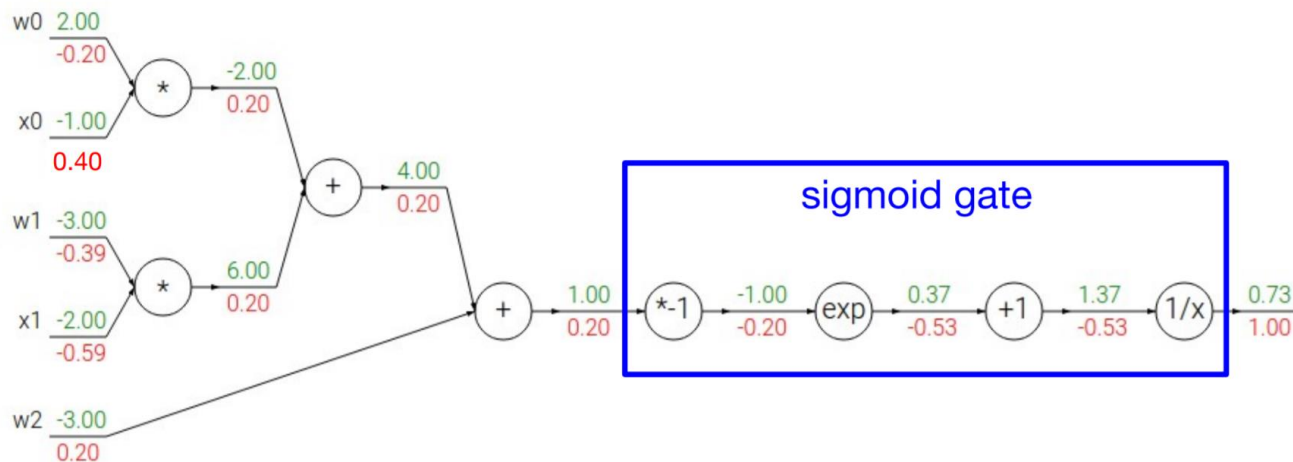 w0 2.00
-0.20
* -2.00
0.20
x0 -1.00
0.40
+ 4.00
0.20
sigmoid gate
w1 -3.00
-0.39
* 6.00
0.20
x1 -2.00
-0.59
+ 1.00 *-1 -1.00 exp 0.37 +1 1.37 1/x 0.73
0.20 -0.20 -0.53 -0.53 1.00
w2 -3.00
0.20